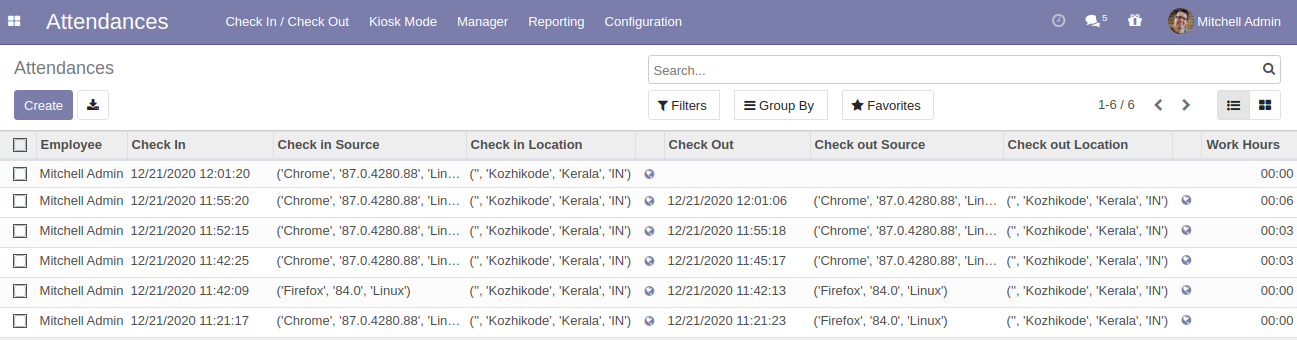 Attendances Check In / Check Out Kiosk Mode Manager Reporting Configuration 5 Mitchell Admin
Attendances Search...
Create Filters Group By Favorites 1-6 / 6
Employee Check In Check in Source Check in Location Check Out Check out Source Check out Location Work Hours
Mitchell Admin 12/21/2020 12:01:20 ('Chrome', '87.0.4280.88', 'Lin... ('', 'Kozhikode', 'Kerala', 'IN') 00:00
Mitchell Admin 12/21/2020 11:55:20 ('Chrome', '87.0.4280.88', 'Lin... ('', 'Kozhikode', 'Kerala', 'IN') 12/21/2020 12:01:06 ('Chrome', '87.0.4280.88', 'Lin... ('', 'Kozhikode', 'Kerala', 'IN') 00:06
Mitchell Admin 12/21/2020 11:52:15 ('Chrome', '87.0.4280.88', 'Lin... ('', 'Kozhikode', 'Kerala', 'IN') 12/21/2020 11:55:18 ('Chrome', '87.0.4280.88', 'Lin... ('', 'Kozhikode', 'Kerala', 'IN') 00:03
Mitchell Admin 12/21/2020 11:42:25 ('Chrome', '87.0.4280.88', 'Lin... ('', 'Kozhikode', 'Kerala', 'IN') 12/21/2020 11:45:17 ('Chrome', '87.0.4280.88', 'Lin... ('', 'Kozhikode', 'Kerala', 'IN') 00:03
Mitchell Admin 12/21/2020 11:42:09 ('Firefox', '84.0', 'Linux') ('', 'Kozhikode', 'Kerala', 'IN') 12/21/2020 11:42:13 ('Firefox', '84.0', 'Linux') ('', 'Kozhikode', 'Kerala', 'IN') 00:00
Mitchell Admin 12/21/2020 11:21:17 ('Chrome', '87.0.4280.88', 'Lin... ('', 'Kozhikode', 'Kerala', 'IN') 12/21/2020 11:21:23 ('Firefox', '84.0', 'Linux') ('', 'Kozhikode', 'Kerala', 'IN') 00:00